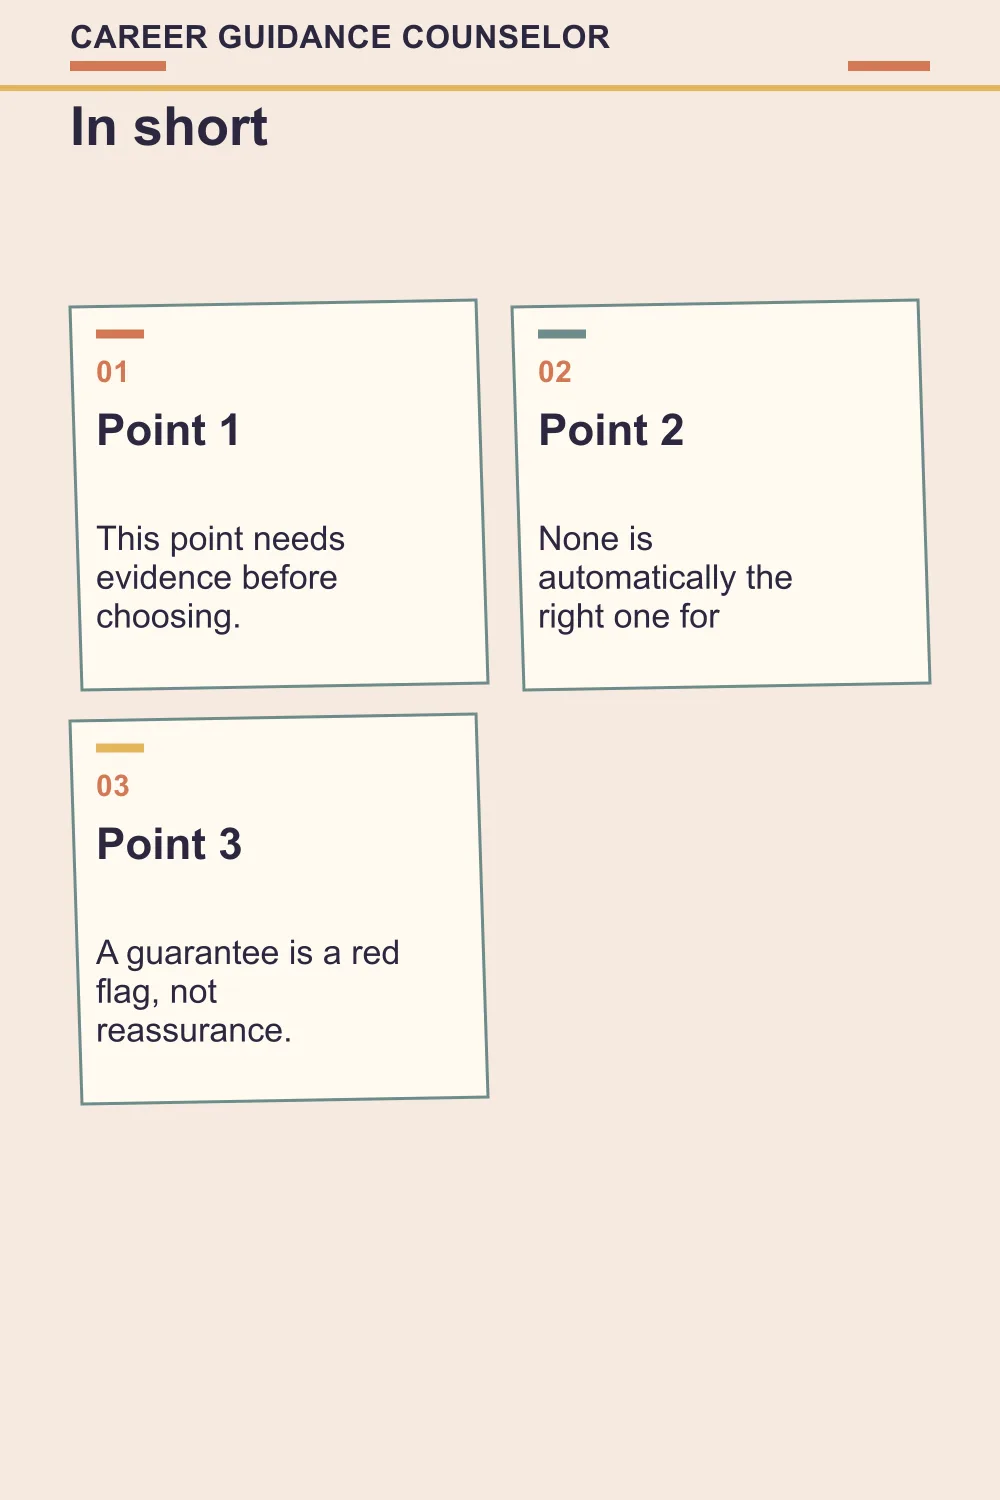 CAREER GUIDANCE COUNSELOR
In short
01
Point 1
This point needs
evidence before
choosing.
02
Point 2
None is
automatically the
right one for
03
Point 3
A guarantee is a red
flag, not
reassurance.